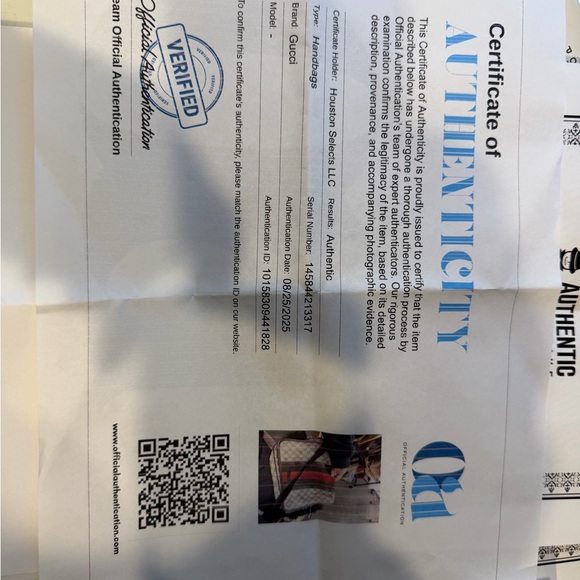 Certificate of
AUTHENTICITY
This Certificate of Authenticity is proudly issued to certify that the item
described below has undergone a thorough authentication process by
Official Authentication's team of expert authenticators. Our rigorous
examination confirms the legitimacy of the item, based on its detailed
description, provenance, and accompanying photographic evidence.
Certificate Holder: Houston Selects LLC Results: Authentic
Type: Handbags Serial Number: 145844213317
Brand: Gucci Authentication Date: 08/25/2025
Model: - Authentication ID: 10158309441828
To confirm this certificate's authenticity, please match the authentication ID on our website.
VERIFIED
Official Authentication
eam Official Authentication
Oa
OFFICIAL AUTHENTICATION
www.officialauthentication.com
AUTHENTIC